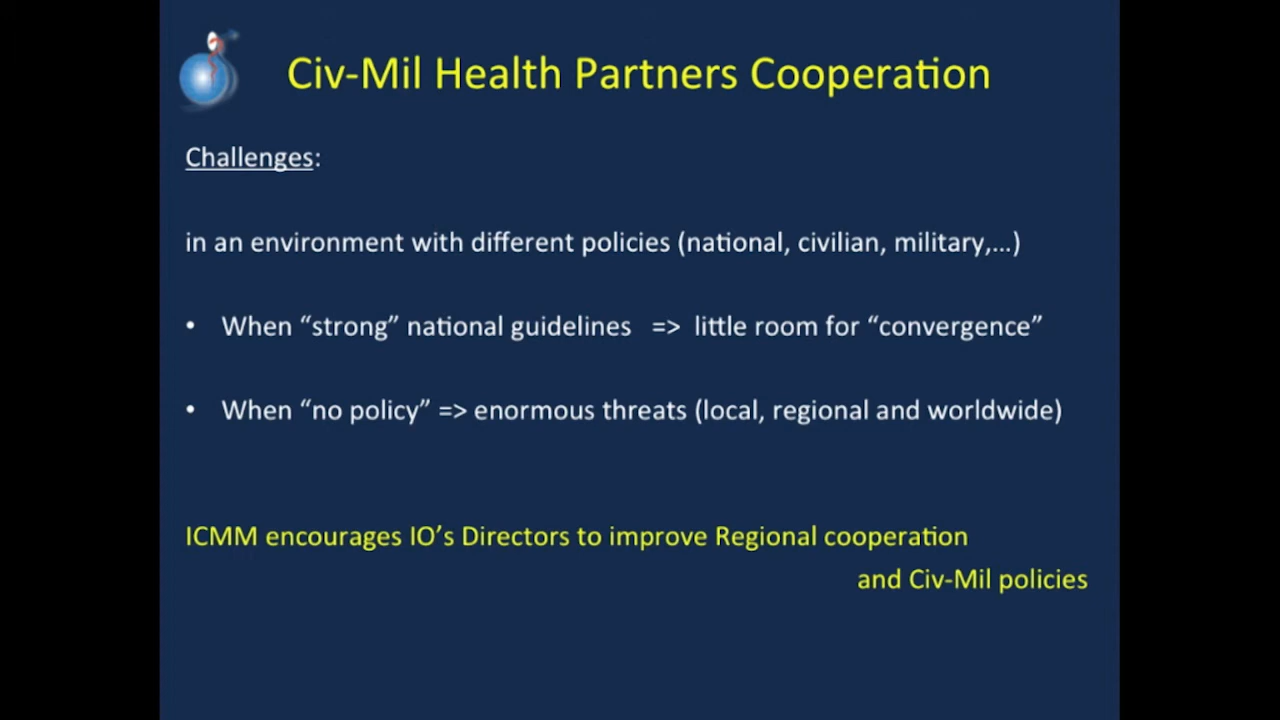 Civ-Mil Health Partners Cooperation
Challenges:
in an environment with different policies (national, civilian, military,...)
• When “strong” national guidelines => little room for “convergence”
• When “no policy” => enormous threats (local, regional and worldwide)
ICMM encourages IO’s Directors to improve Regional cooperation
and Civ-Mil policies